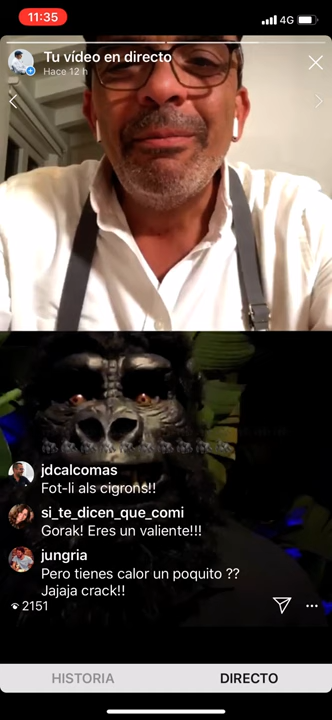 11:35
4G
Tu vídeo en directo
Hace 12 h
jdcalcomas
Fot-li als cigrons!!
si_te_dicen_que_comi
Gorak! Eres un valiente!!!
jungria
Pero tienes calor un poquito ??
Jajaja crack!!
2151
HISTORIA
DIRECTO